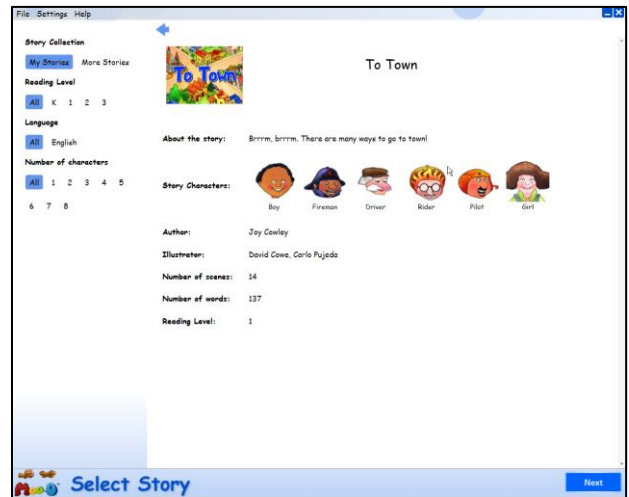 File Settings Help
Story Collection
My Stories More Stories
Reading Level
All K 1 2 3
Language
All English
Number of characters
All 1 2 3 4 5
6 7 8
To Town
To Town
About the story: Brrrm, brrrm. There are many ways to go to town!
Story Characters:
Boy Fireman Driver Rider Pilot Girl
Author: Joy Cowley
Illustrator: David Cowe, Carlo Pujeda
Number of scenes: 14
Number of words: 137
Reading Level: 1
Moo-O Select Story
Next